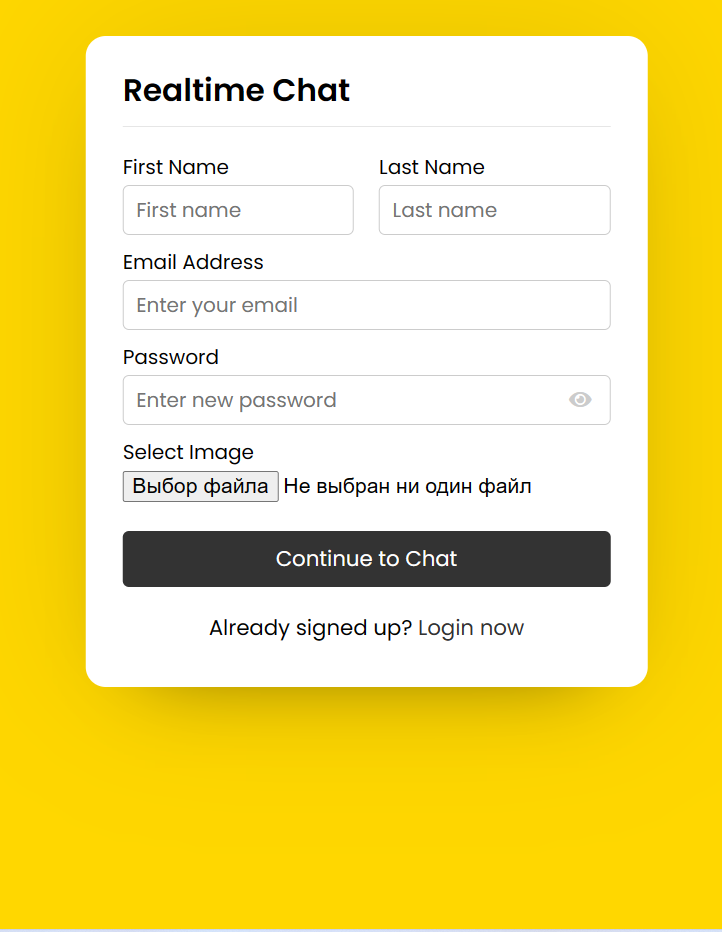 Realtime Chat
First Name Last Name
First name Last name
Email Address
Enter your email
Password
Enter new password
Select Image
Выбор файла Не выбран ни один файл
Continue to Chat
Already signed up? Login now